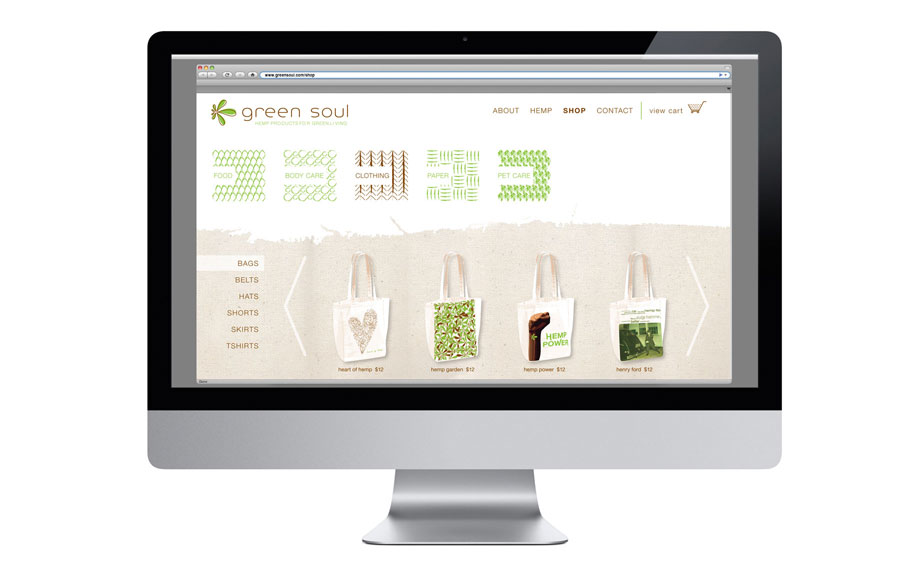 www.greensoul.com/shop
green soul
HEMP PRODUCTS FOR GREEN LIVING
ABOUT HEMP SHOP CONTACT view cart
FOOD BODY CARE CLOTHING PAPER PET CARE
BAGS
BELTS
HATS
SHORTS
SKIRTS
TSHIRTS
HEMP
POWER
heart of hemp $12
hemp garden $12
hemp power $12
henry ford $12